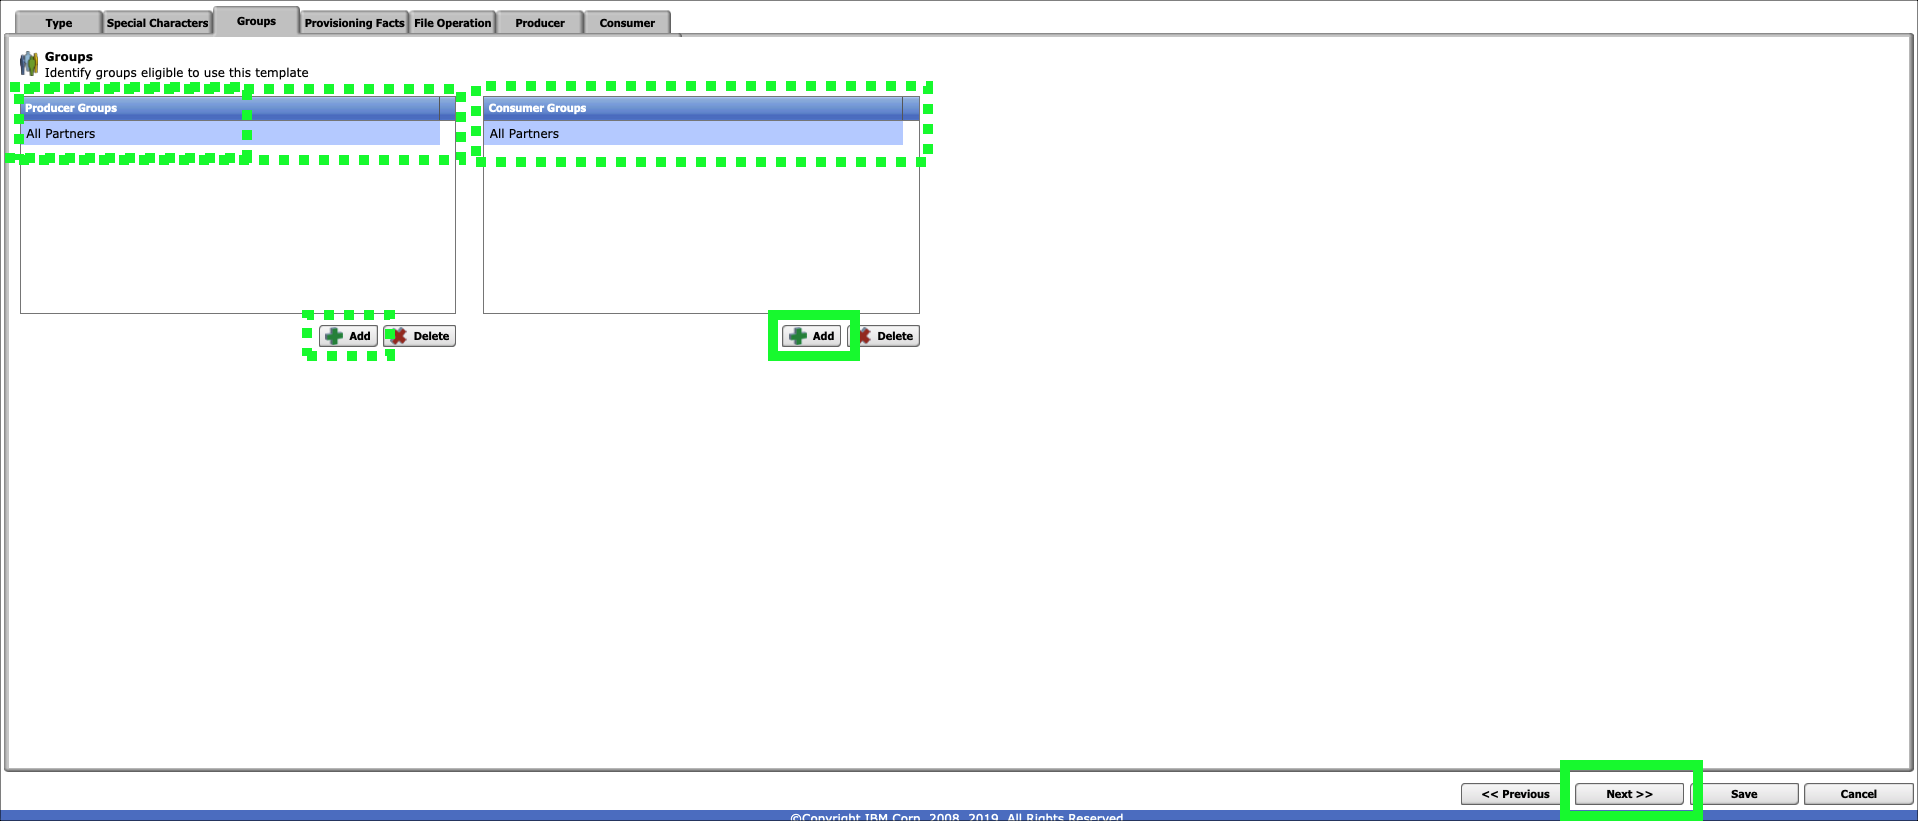 Type Special Characters Groups Provisioning Facts File Operation Producer Consumer
Groups
Identify groups eligible to use this template
Producer Groups
All Partners
Consumer Groups
All Partners
Add Delete
Add Delete
<< Previous Next >> Save Cancel
©Copyright IBM Corp. 2008, 2019. All Rights Reserved.